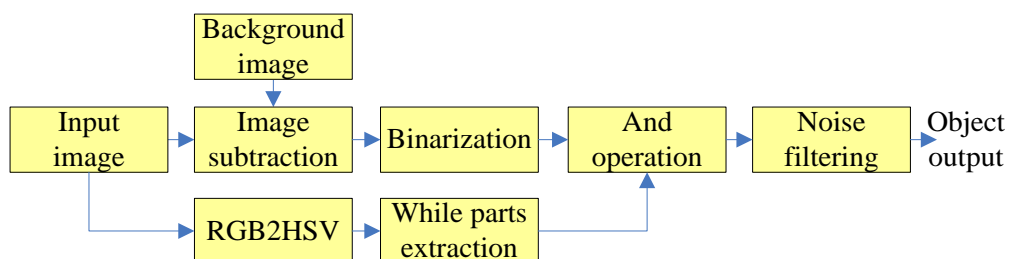 Background
image
Input
image
Image
subtraction
Binarization
And
operation
Noise
filtering
Object
output
RGB2HSV
While parts
extraction